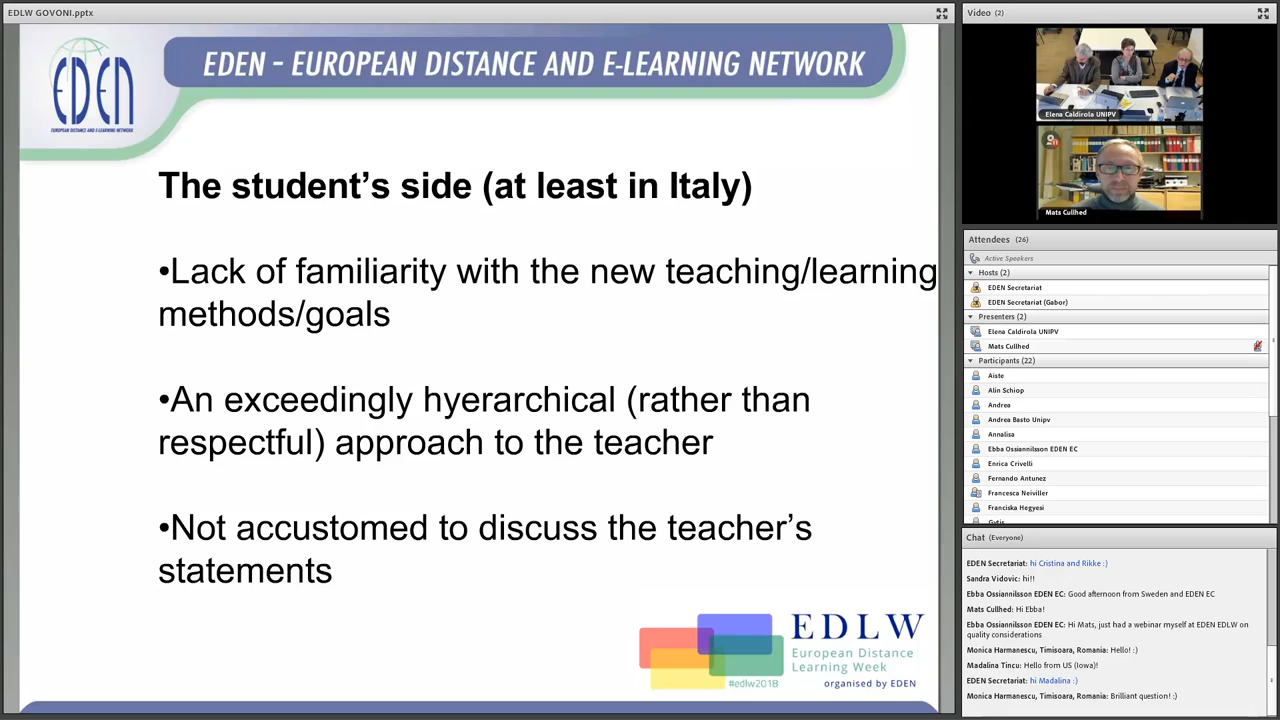 EDLW GOVONI.pptx
EDEN
EUROPEAN DISTANCE AND E-LEARNING NETWORK
EDEN – EUROPEAN DISTANCE AND E-LEARNING NETWORK
The student’s side (at least in Italy)
•Lack of familiarity with the new teaching/learning
methods/goals
•An exceedingly hyerarchical (rather than
respectful) approach to the teacher
•Not accustomed to discuss the teacher’s
statements
EDLW
European Distance
Learning Week
#edlw2018
organised by EDEN
Video (2)
Elena Caldirola UNIPV
Mats Cullhed
Attendees (26)
Active Speakers
Hosts (2)
EDEN Secretariat
EDEN Secretariat (Gabor)
Presenters (2)
Elena Caldirola UNIPV
Mats Cullhed
Participants (22)
Aiste
Alin Schiop
Andrea
Andrea Basto Unipv
Annalisa
Ebba Ossiannilsson EDEN EC
Enrica Crivelli
Fernando Antunez
Francesca Neiviller
Franciska Hegyesi
Gytis
Chat (Everyone)
EDEN Secretariat: hi Cristina and Rikke :)
Sandra Vidovic: hi!!
Ebba Ossiannilsson EDEN EC: Good afternoon from Sweden and EDEN EC
Mats Cullhed: Hi Ebba!
Ebba Ossiannilsson EDEN EC: Hi Mats, just had a webinar myself at EDEN EDLW on
quality considerations
Monica Harmanescu, Timisoara, Romania: Hello! :)
Madalina Tincu: Hello from US (Iowa)!
EDEN Secretariat: hi Madalina :)
Monica Harmanescu, Timisoara, Romania: Brilliant question! :)